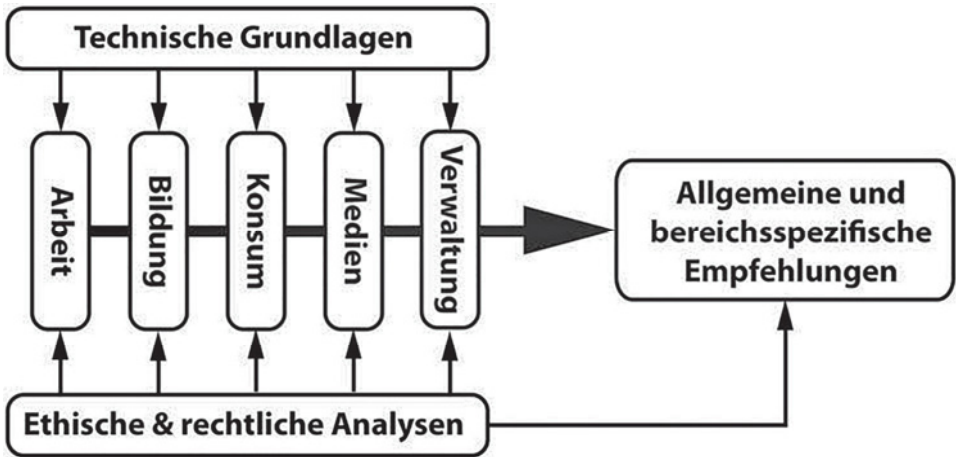 Technische Grundlagen
Arbeit
Bildung
Konsum
Medien
Verwaltung
Allgemeine und
bereichsspezifische
Empfehlungen
Ethische & rechtliche Analysen